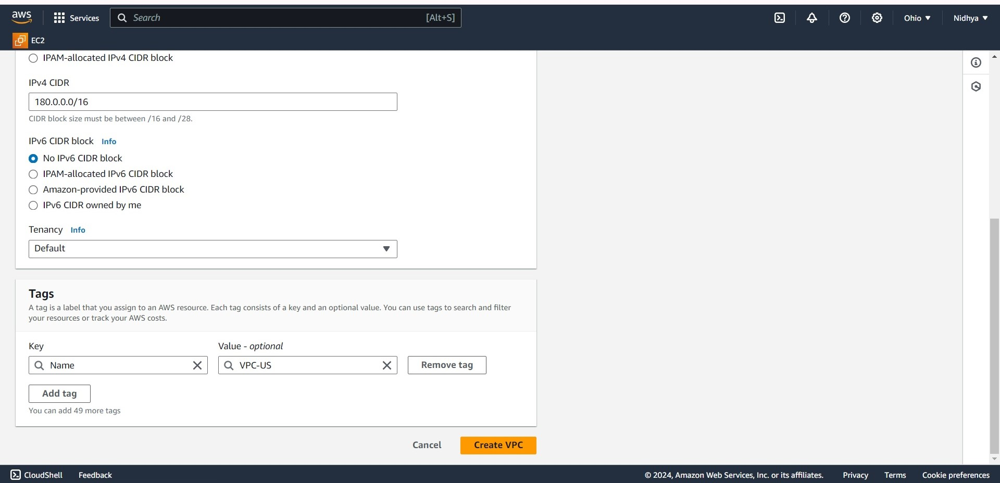 aws
Services
Search
[Alt+S]
Ohio ▼
Nidhya ▼
EC2
IPAM-allocated IPv4 CIDR block
IPv4 CIDR
180.0.0.0/16
CIDR block size must be between /16 and /28.
IPv6 CIDR block Info
No IPv6 CIDR block
IPAM-allocated IPv6 CIDR block
Amazon-provided IPv6 CIDR block
IPv6 CIDR owned by me
Tenancy Info
Default
Tags
A tag is a label that you assign to an AWS resource. Each tag consists of a key and an optional value. You can use tags to search and filter
your resources or track your AWS costs.
Key
Value - optional
Name
VPC-US
Remove tag
Add tag
You can add 49 more tags
Cancel
Create VPC
CloudShell
Feedback
© 2024, Amazon Web Services, Inc. or its affiliates.
Privacy
Terms
Cookie preferences